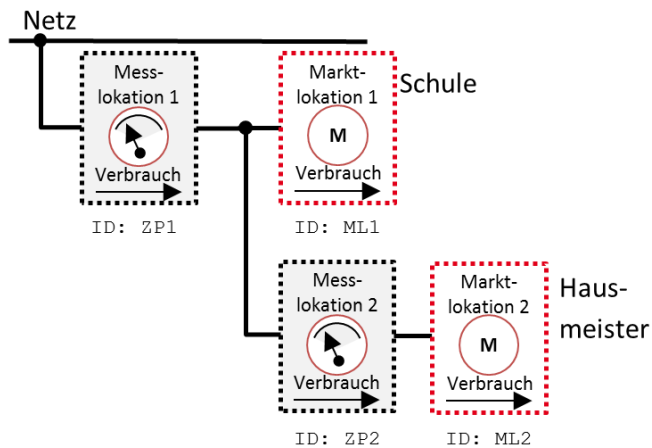 Netz
Mess-
lokation 1
Verbrauch
ID: ZP1
Markt-
lokation 1
M
Verbrauch
ID: ML1
Schule
Mess-
lokation 2
Verbrauch
ID: ZP2
Markt-
lokation 2
M
Verbrauch
ID: ML2
Haus-
meister